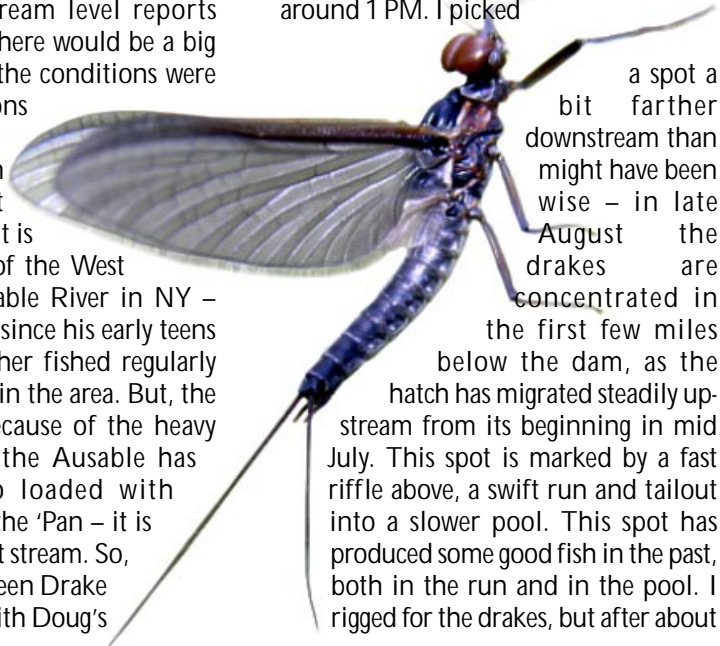 ream level reports
here would be a big
the conditions were
ons
n
t
t is
of the West
able River in NY –
since his early teens
her fished regularly
in the area. But, the
ecause of the heavy
the Ausable has
o loaded with
the 'Pan – it is
t stream. So,
een Drake
ith Doug's
around 1 PM. I picked
a spot a
bit farther
downstream than
might have been
wise – in late
August the
drakes are
concentrated in
the first few miles
below the dam, as the
hatch has migrated steadily up-
stream from its beginning in mid
July. This spot is marked by a fast
riffle above, a swift run and tailout
into a slower pool. This spot has
produced some good fish in the past,
both in the run and in the pool. I
rigged for the drakes, but after about